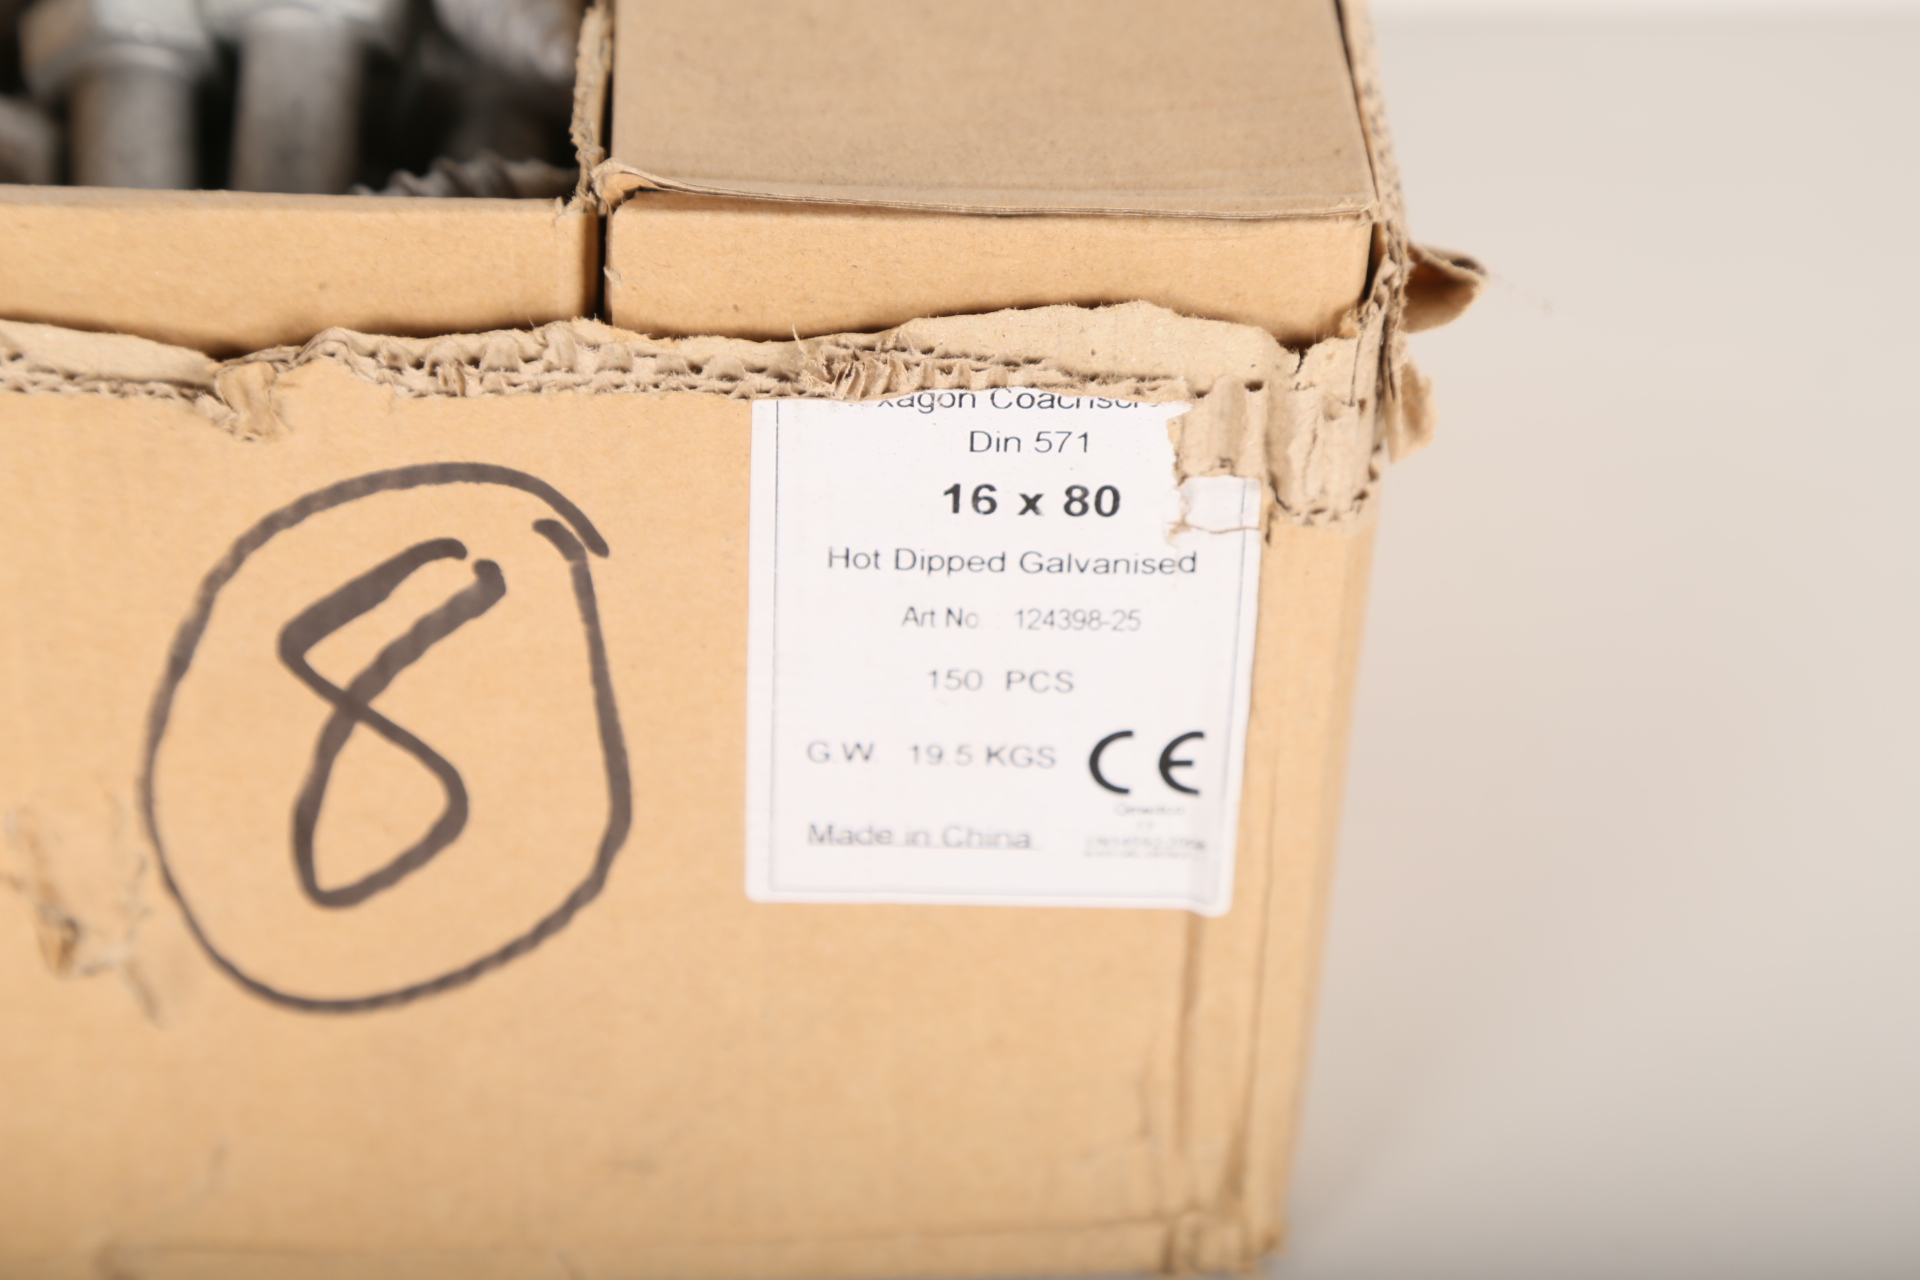 xagon Coachscr
Din 571
16 x 80
Hot Dipped Galvanised
Art No : 124398-25
150 PCS
G.W. 19.5 KGS CE
Made in China
8